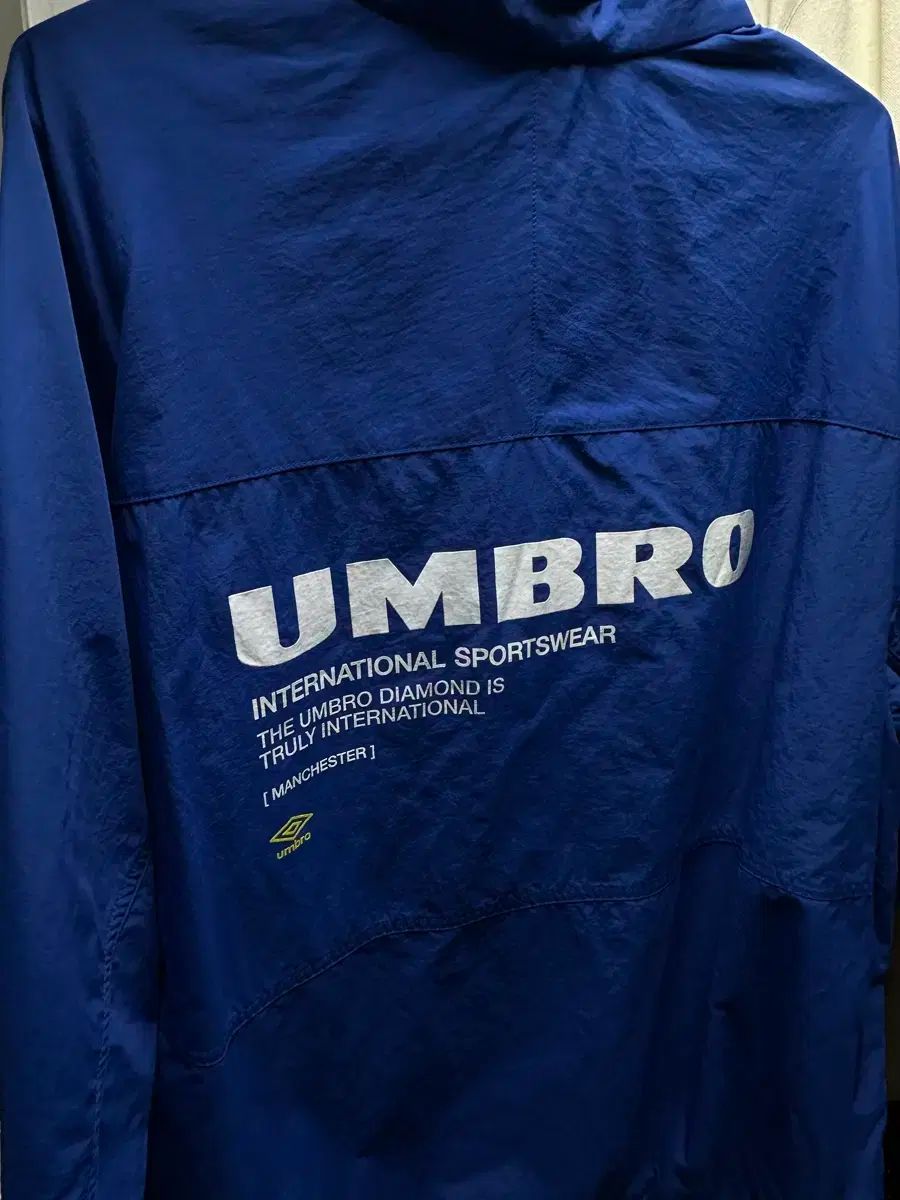 UMBRO
INTERNATIONAL SPORTSWEAR
THE UMBRO DIAMOND IS
TRULY INTERNATIONAL
[ MANCHESTER ]
umbro